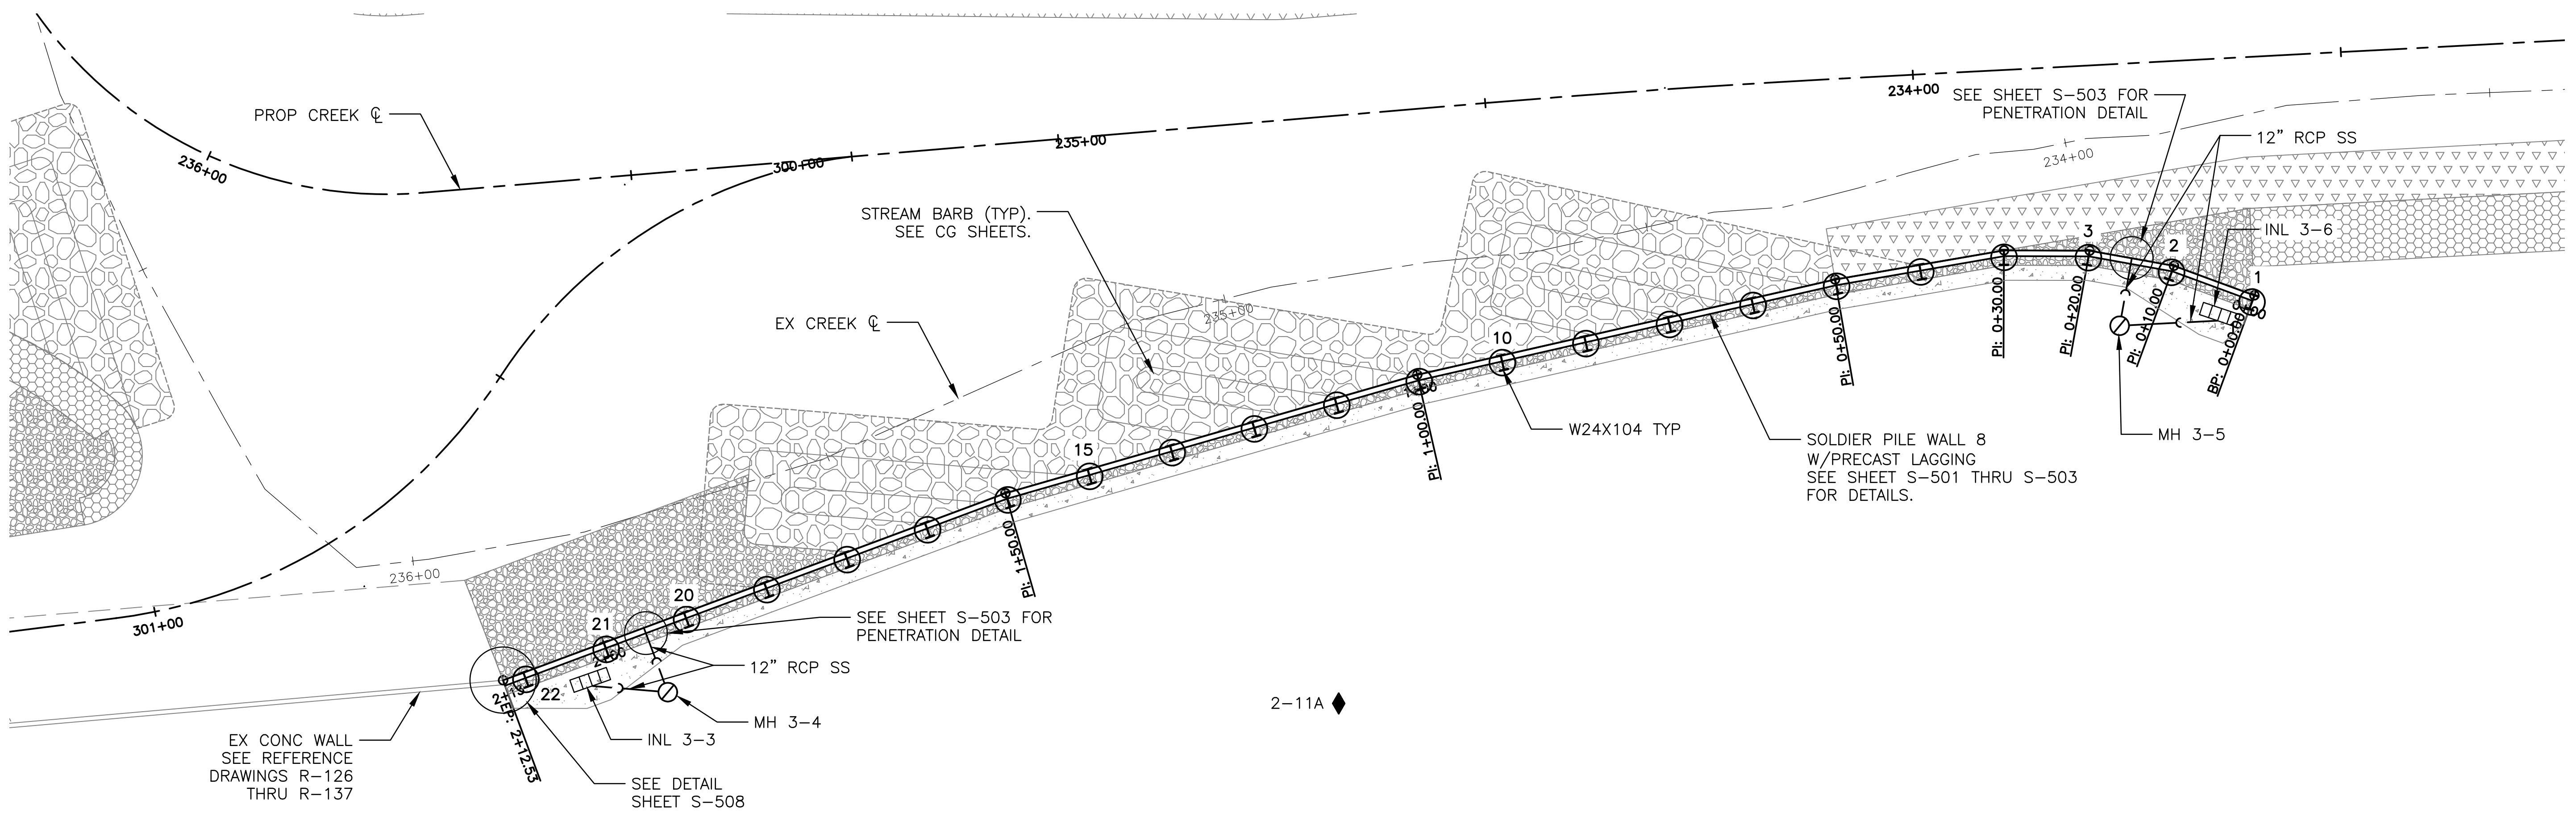 PROP CREEK ℄
236+00
300+00
235+00
234+00
SEE SHEET S-503 FOR
PENETRATION DETAIL
12" RCP SS
234+00
STREAM BARB (TYP).
SEE CG SHEETS.
INL 3-6
3
2
1
EX CREEK ℄
235+00
PI: 0+50.00
PI: 0+30.00
PI: 0+20.00
PI: 0+10.00
BP: 0+00.00
10
PI: 1+00.00
W24X104 TYP
MH 3-5
SOLDIER PILE WALL 8
W/PRECAST LAGGING
SEE SHEET S-501 THRU S-503
FOR DETAILS.
15
PI: 1+50.00
236+00
301+00
20
21
22
SEE SHEET S-503 FOR
PENETRATION DETAIL
12" RCP SS
2+00
2+13
EP: 2+12.53
MH 3-4
INL 3-3
2-11A
EX CONC WALL
SEE REFERENCE
DRAWINGS R-126
THRU R-137
SEE DETAIL
SHEET S-508